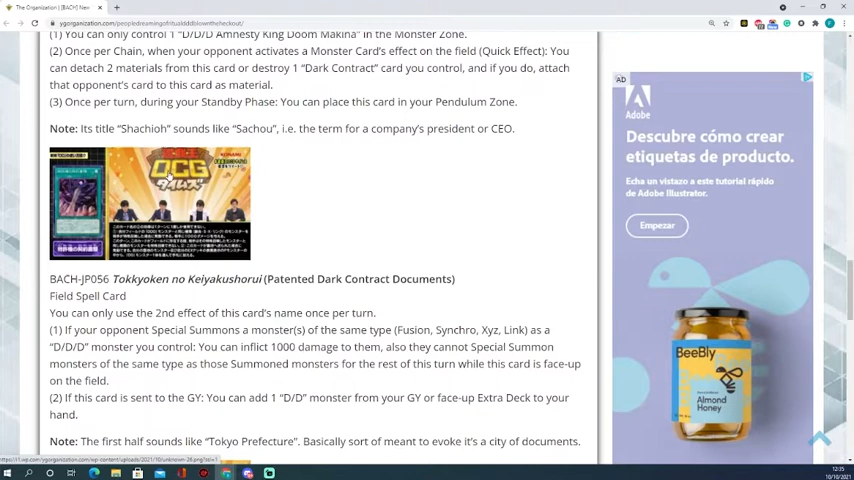 The Organization | [BACH] New
ygorganization.com/peopledreamingofritualdddblowntheheckout/
(1) You can only control 1 "D/D/D Amnesty King Doom Makina" in the Monster Zone.
(2) Once per Chain, when your opponent activates a Monster Card's effect on the field (Quick Effect): You
can detach 2 materials from this card or destroy 1 "Dark Contract" card you control, and if you do, attach
that opponent's card to this card as material.
(3) Once per turn, during your Standby Phase: You can place this card in your Pendulum Zone.
Note: Its title "Shachioh" sounds like "Sachou", i.e. the term for a company's president or CEO.
KONAMI
OCG
タイムズ
BACH-JP056 Tokkyoken no Keiyakushorui (Patented Dark Contract Documents)
Field Spell Card
You can only use the 2nd effect of this card's name once per turn.
(1) If your opponent Special Summons a monster(s) of the same type (Fusion, Synchro, Xyz, Link) as a
"D/D/D" monster you control: You can inflict 1000 damage to them, also they cannot Special Summon
monsters of the same type as those Summoned monsters for the rest of this turn while this card is face-up
on the field.
(2) If this card is sent to the GY: You can add 1 "D/D" monster from your GY or face-up Extra Deck to your
hand.
Note: The first half sounds like "Tokyo Prefecture". Basically sort of meant to evoke it's a city of documents.
AD
Adobe
Descubre cómo crear
etiquetas de producto.
Echa un vistazo a este tutorial rápido
de Adobe Illustrator.
Empezar
BeeBly
Almond
Honey
12:35
10/10/2021